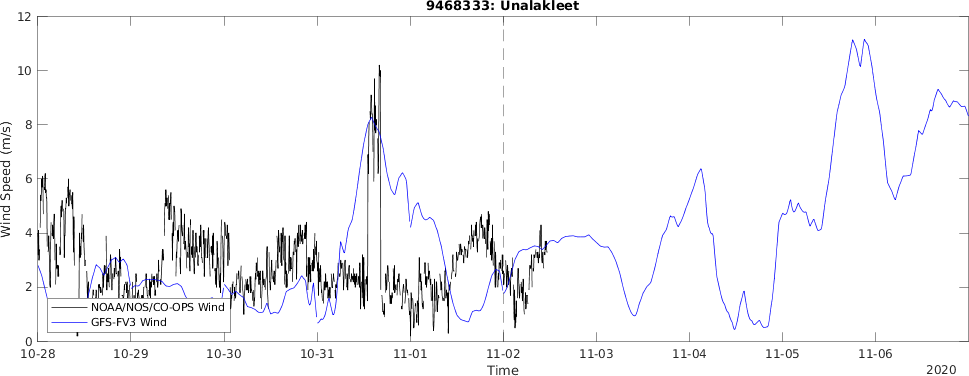 9468333: Unalakleet
12
10
8
6
4
2
0
Wind Speed (m/s)
NOAA/NOS/CO-OPS Wind
GFS-FV3 Wind
10-28 10-29 10-30 10-31 11-01 11-02 11-03 11-04 11-05 11-06
Time
2020